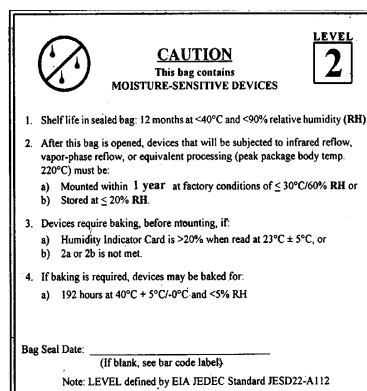 LEVEL
2
CAUTION
This bag contains
MOISTURE-SENSITIVE DEVICES
1. Shelf life in sealed bag: 12 months at <40°C and <90% relative humidity (RH)
2. After this bag is opened, devices that will be subjected to infrared reflow,
vapor-phase reflow, or equivalent processing (peak package body temp.
220°C) must be:
a) Mounted within 1 year at factory conditions of ≤ 30°C/60% RH or
b) Stored at ≤ 20% RH.
3. Devices require baking, before mounting, if:
a) Humidity Indicator Card is >20% when read at 23°C ± 5°C, or
b) 2a or 2b is not met.
4. If baking is required, devices may be baked for:
a) 192 hours at 40°C + 5°C/-0°C and <5% RH
Bag Seal Date:
(If blank, see bar code label)
Note: LEVEL defined by EIA JEDEC Standard JESD22-A112